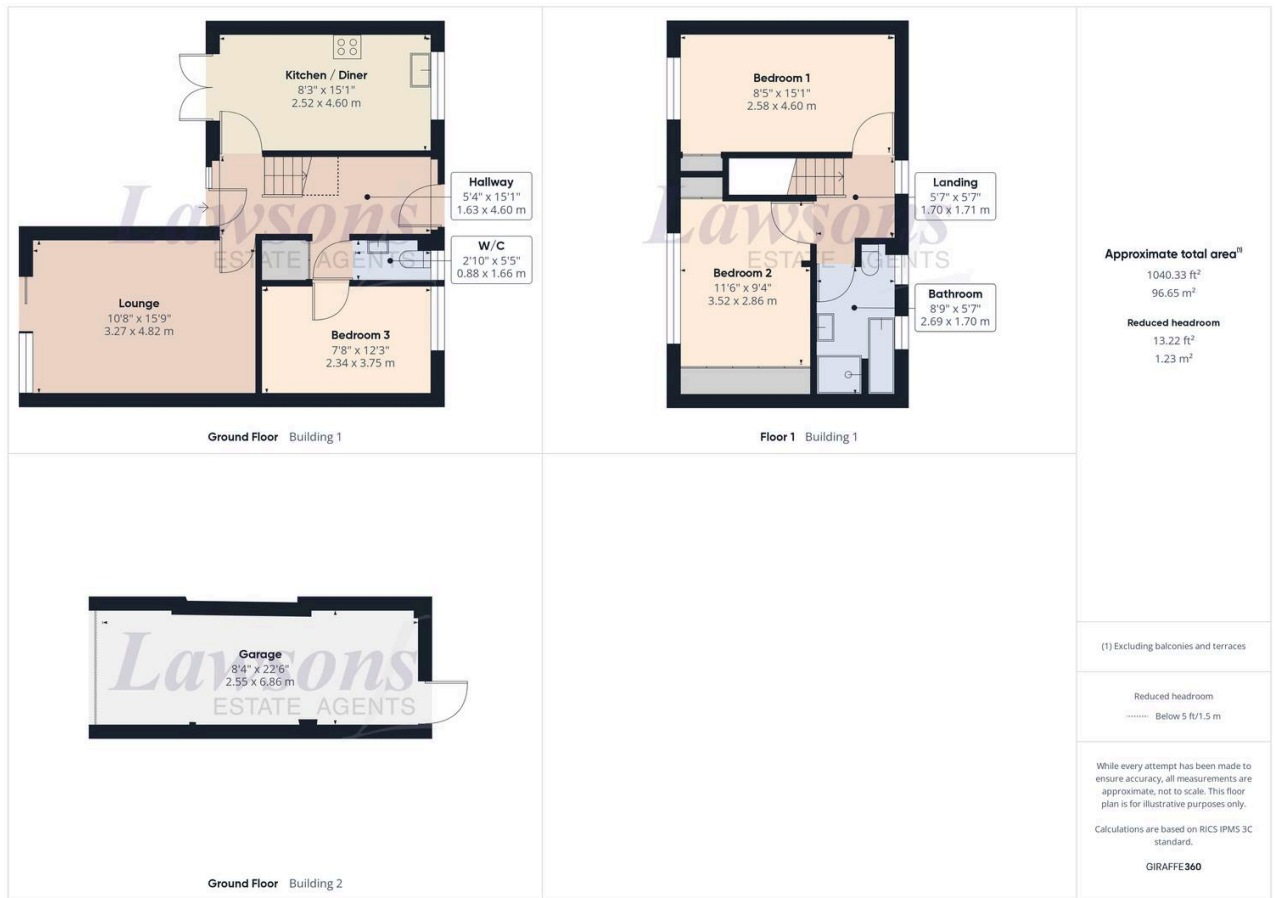 Kitchen / Diner
8'3" x 15'1"
2.52 x 4.60 m
Hallway
5'4" x 15'1"
1.63 x 4.60 m
W/C
2'10" x 5'5"
0.88 x 1.66 m
Lounge
10'8" x 15'9"
3.27 x 4.82 m
Bedroom 3
7'8" x 12'3"
2.34 x 3.75 m
Lawsons
ESTATE AGENTS
Ground Floor Building 1
Bedroom 1
8'5" x 15'1"
2.58 x 4.60 m
Landing
5'7" x 5'7"
1.70 x 1.71 m
Bedroom 2
11'6" x 9'4"
3.52 x 2.86 m
Bathroom
8'9" x 5'7"
2.69 x 1.70 m
Lawsons
ESTATE AGENTS
Floor 1 Building 1
Garage
8'4" x 22'6"
2.55 x 6.86 m
Lawsons
ESTATE AGENTS
Ground Floor Building 2
Approximate total area(1)
1040.33 ft²
96.65 m²
Reduced headroom
13.22 ft²
1.23 m²
(1) Excluding balconies and terraces
Reduced headroom
Below 5 ft/1.5 m
While every attempt has been made to
ensure accuracy, all measurements are
approximate, not to scale. This floor
plan is for illustrative purposes only.
Calculations are based on RICS IPMS 3C
standard.
GIRAFFE360